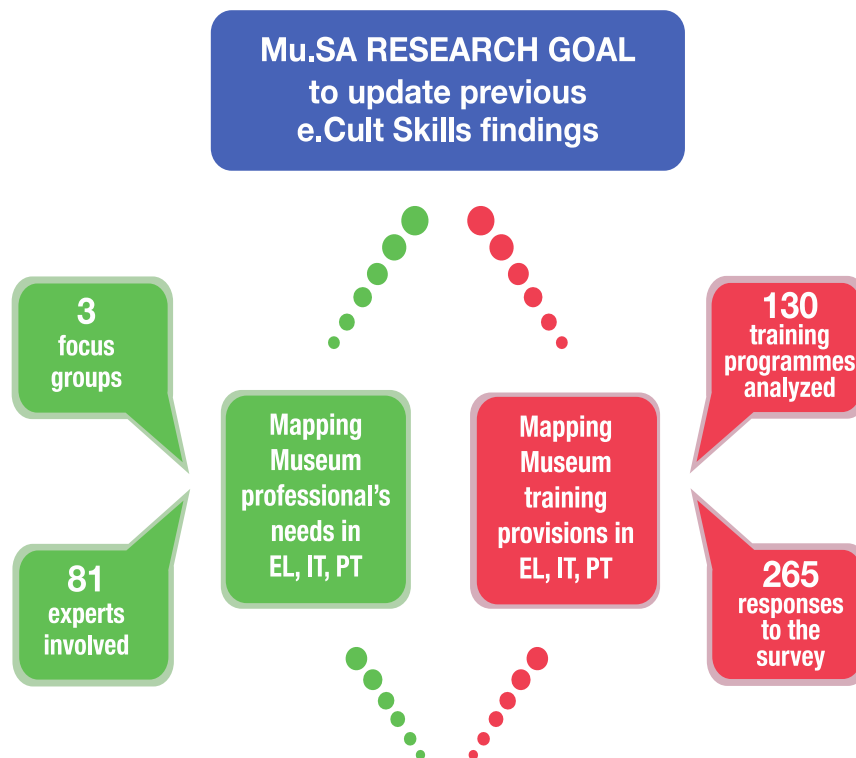 Mu.SA RESEARCH GOAL
to update previous
e.Cult Skills findings
3
focus
groups
130
training
programmes
analyzed
Mapping
Museum
professional's
needs in
EL, IT, PT
Mapping
Museum
training
provisions in
EL, IT, PT
81
experts
involved
265
responses
to the
survey